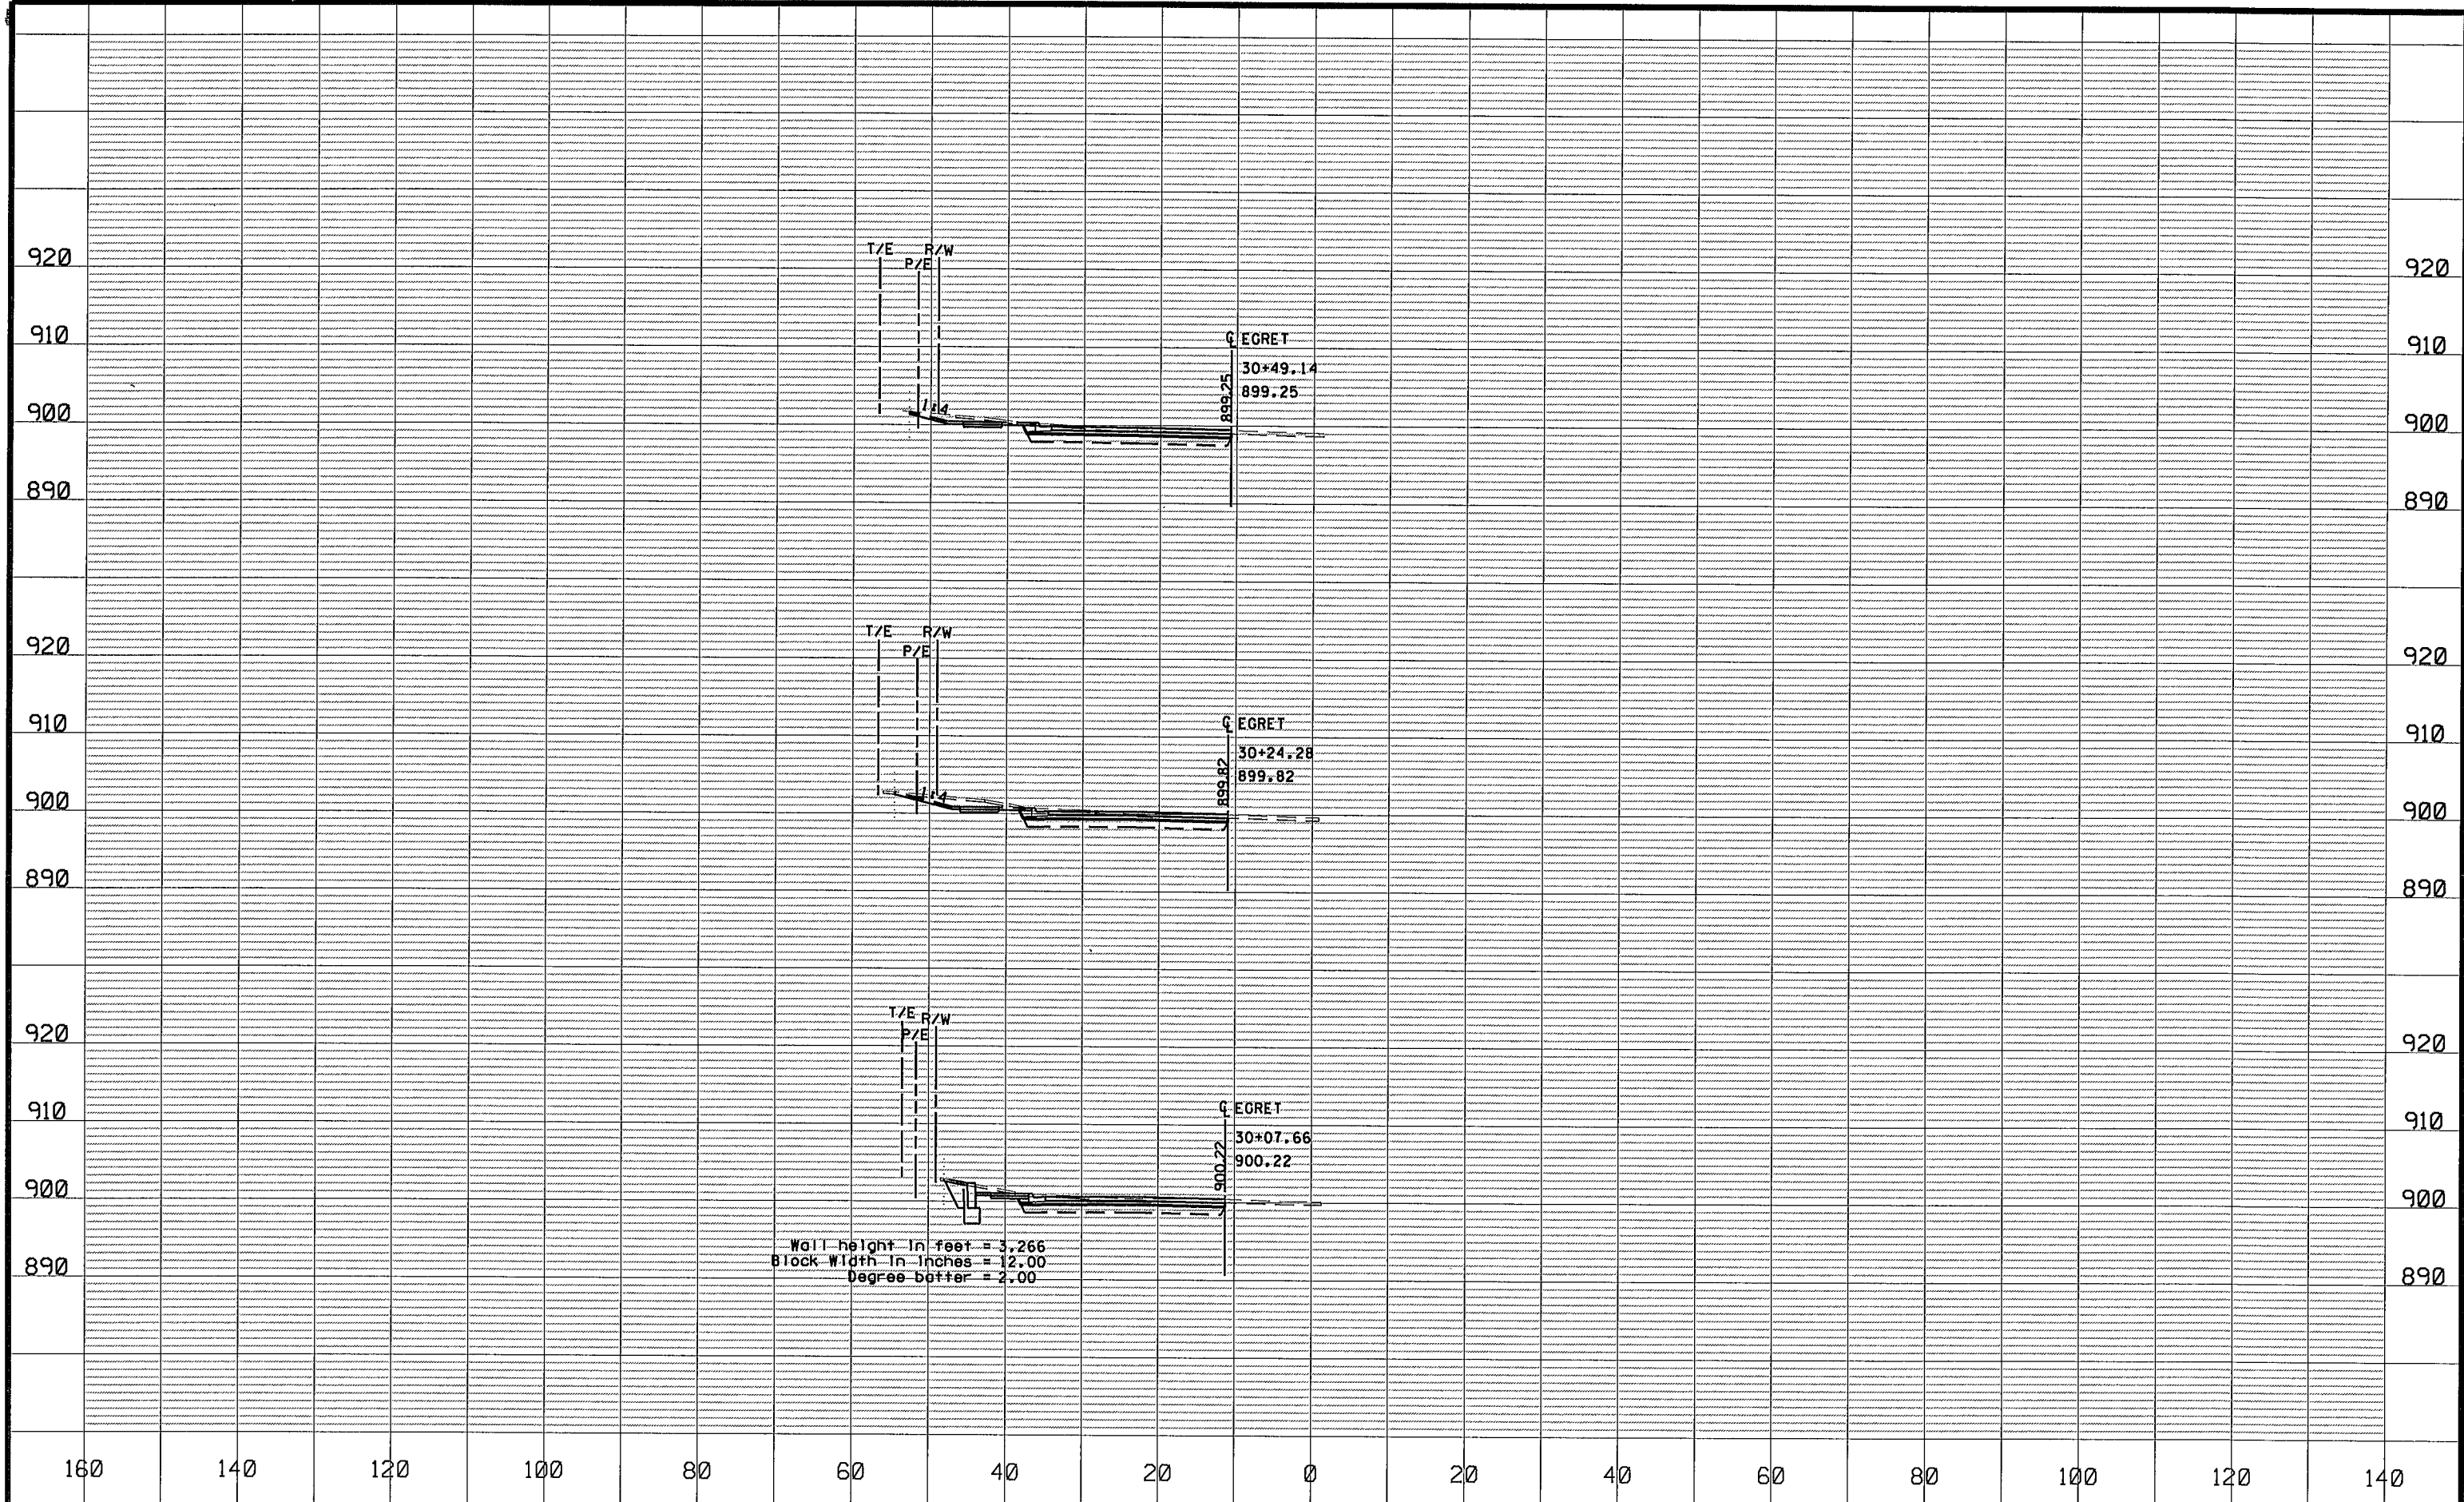 T/E R/W
P/E
920 920
℄ EGRET
910 910
30+49.14
899.25
899.25
1:4
900 900
890 890
T/E R/W
P/E
920 920
℄ EGRET
910 910
30+24.28
899.82
899.82
1:4
900 900
890 890
T/E R/W
P/E
920 920
℄ EGRET
910 910
30+07.66
900.22
900.22
900 900
Wall height in feet = 3.266
Block Width in inches = 12.00
Degree batter = 2.00
890 890
160 140 120 100 80 60 40 20 0 20 40 60 80 100 120 140